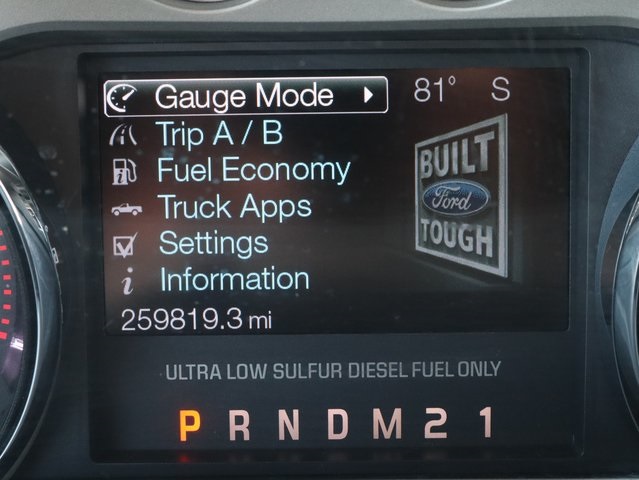 Gauge Mode 81° S
Trip A / B
Fuel Economy
Truck Apps
Settings
Information
BUILT
Ford
TOUGH
259819.3 mi
ULTRA LOW SULFUR DIESEL FUEL ONLY
P R N D M 2 1